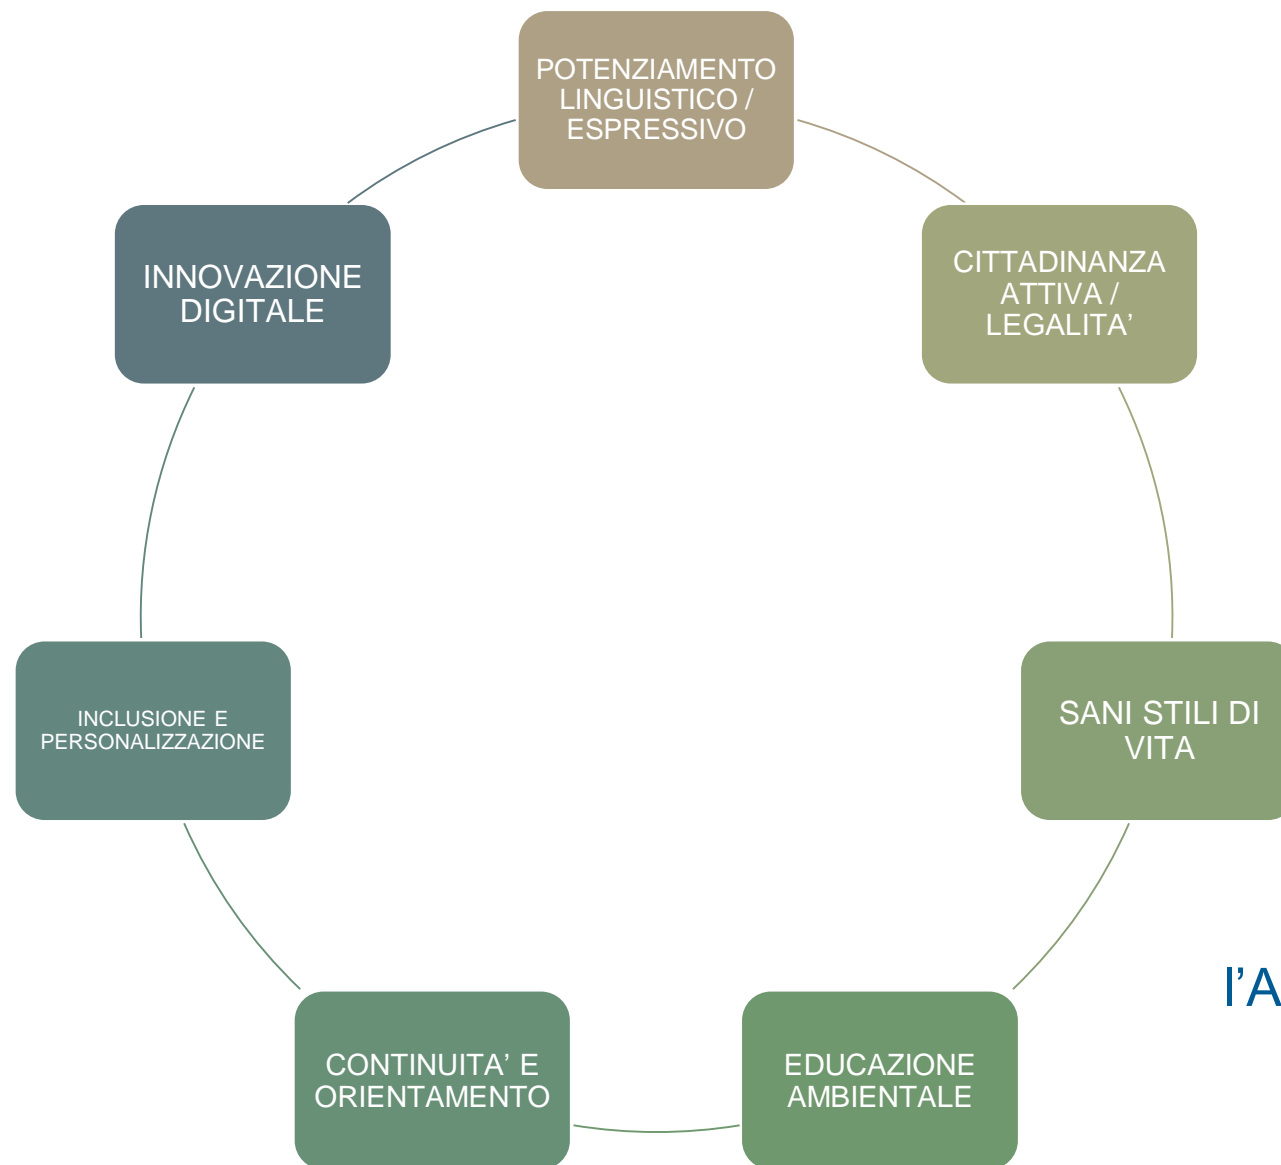 POTENZIAMENTO
LINGUISTICO /
ESPRESSIVO
CITTADINANZA
ATTIVA /
LEGALITA’
SANI STILI DI
VITA
EDUCAZIONE
AMBIENTALE
CONTINUITA’ E
ORIENTAMENTO
INCLUSIONE E
PERSONALIZZAZIONE
INNOVAZIONE
DIGITALE